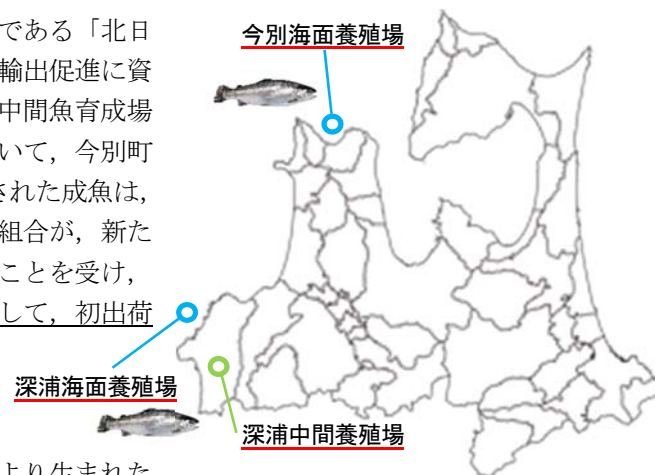 である「北日
輸出促進に資
中間魚育成場
いて，今別町
された成魚は，
組合が，新た
ことを受け，
して，初出荷
より生まれた
今別海面養殖場
深浦海面養殖場
深浦中間養殖場